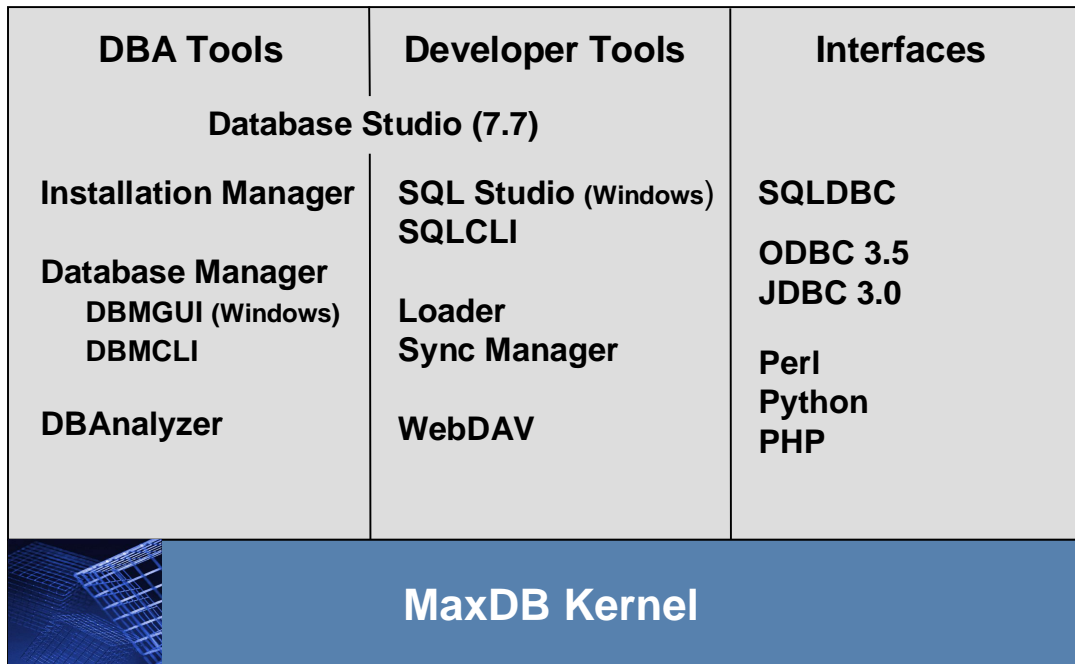 DBA Tools
Developer Tools
Interfaces
Database Studio (7.7)
Installation Manager
Database Manager
DBMGUI (Windows)
DBMCLI
DBAnalyzer
SQL Studio (Windows)
SQLCLI
Loader
Sync Manager
WebDAV
SQLDBC
ODBC 3.5
JDBC 3.0
Perl
Python
PHP
MaxDB Kernel